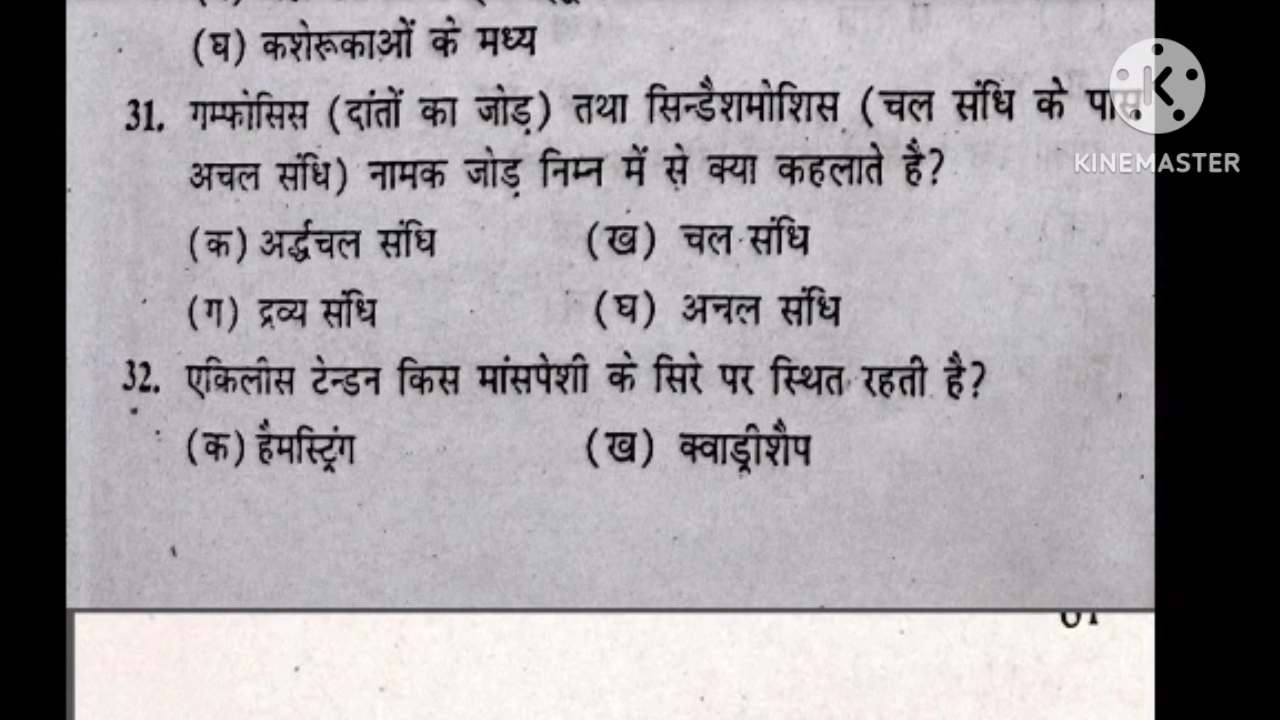 (घ) कशेरूकाओं के मध्य
31. गम्फोसिस (दांतों का जोड़) तथा सिन्डैशमोशिस (चल संधि के पास
अचल संधि) नामक जोड़ निम्न में से क्या कहलाते है?
(क) अर्द्धचल संधि (ख) चल संधि
(ग) द्रव्य संधि (घ) अचल संधि
32. एकिलीस टेन्डन किस मांसपेशी के सिरे पर स्थित रहती है?
(क) हैमस्ट्रिंग (ख) क्वाड्रीशैप
KINEMASTER